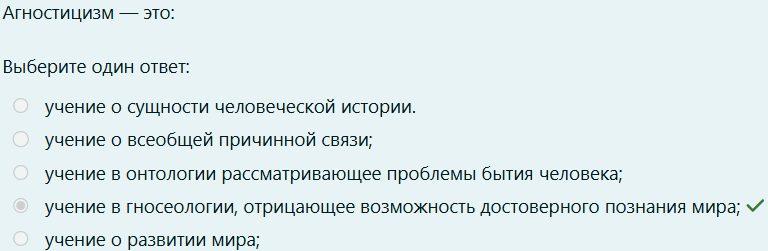 Агностицизм — это:
Выберите один ответ:
учение о сущности человеческой истории.
учение о всеобщей причинной связи;
учение в онтологии рассматривающее проблемы бытия человека;
учение в гносеологии, отрицающее возможность достоверного познания мира;
учение о развитии мира;